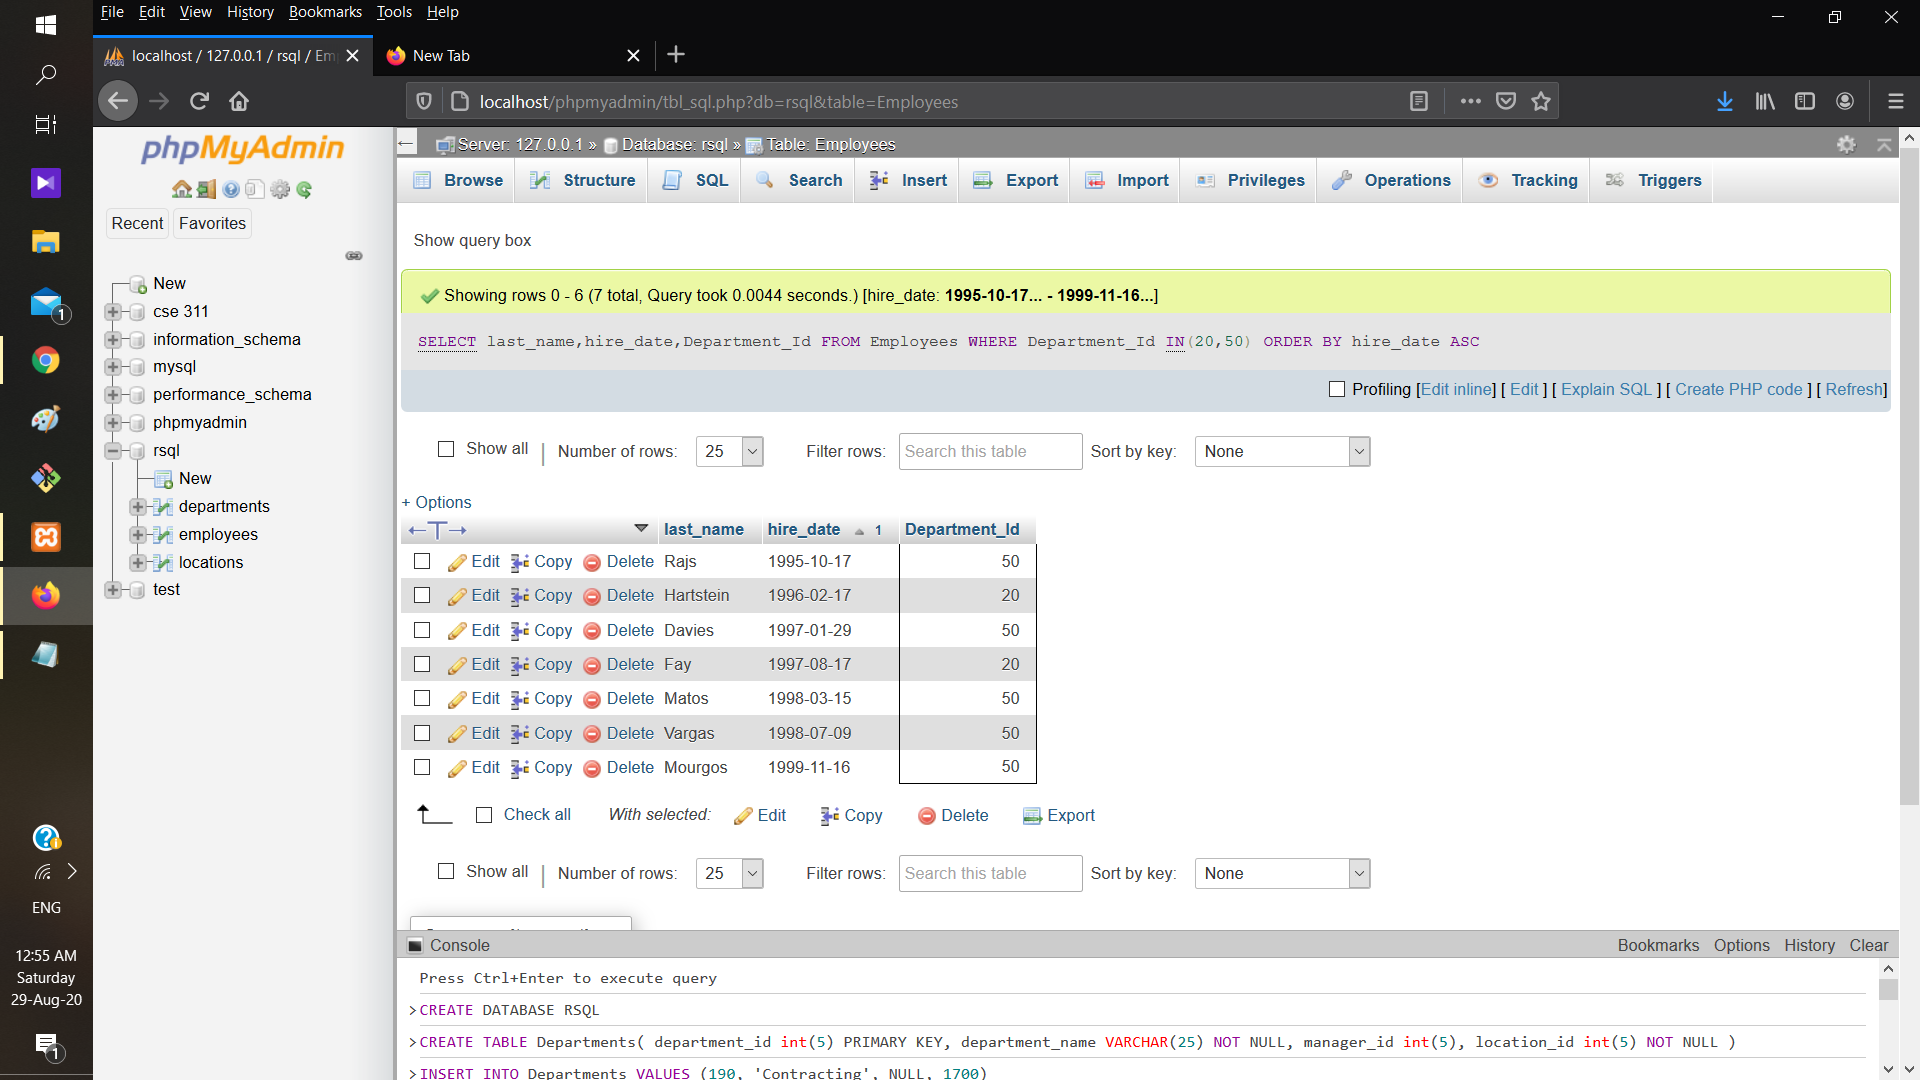 File Edit View History Bookmarks Tools Help
localhost / 127.0.0.1 / rsql / Em
New Tab
localhost/phpmyadmin/tbl_sql.php?db=rsql&table=Employees
phpMyAdmin
Recent Favorites
New
cse 311
information_schema
mysql
performance_schema
phpmyadmin
rsql
New
departments
employees
locations
test
Server: 127.0.0.1 » Database: rsql » Table: Employees
Browse Structure SQL Search Insert Export Import Privileges Operations Tracking Triggers
Show query box
Showing rows 0 - 6 (7 total, Query took 0.0044 seconds.) [hire_date: 1995-10-17... - 1999-11-16...]
SELECT last_name,hire_date,Department_Id FROM Employees WHERE Department_Id IN(20,50) ORDER BY hire_date ASC
Profiling [Edit inline] [ Edit ] [ Explain SQL ] [ Create PHP code ] [ Refresh]
Show all | Number of rows: 25 Filter rows: Search this table Sort by key: None
+ Options
last_name hire_date 1 Department_Id
Edit Copy Delete Rajs 1995-10-17 50
Edit Copy Delete Hartstein 1996-02-17 20
Edit Copy Delete Davies 1997-01-29 50
Edit Copy Delete Fay 1997-08-17 20
Edit Copy Delete Matos 1998-03-15 50
Edit Copy Delete Vargas 1998-07-09 50
Edit Copy Delete Mourgos 1999-11-16 50
Check all With selected: Edit Copy Delete Export
Show all | Number of rows: 25 Filter rows: Search this table Sort by key: None
Console Bookmarks Options History Clear
Press Ctrl+Enter to execute query
>CREATE DATABASE RSQL
>CREATE TABLE Departments( department_id int(5) PRIMARY KEY, department_name VARCHAR(25) NOT NULL, manager_id int(5), location_id int(5) NOT NULL )
>INSERT INTO Departments VALUES (190, 'Contracting', NULL, 1700)
1
ENG
12:55 AM
Saturday
29-Aug-20
1